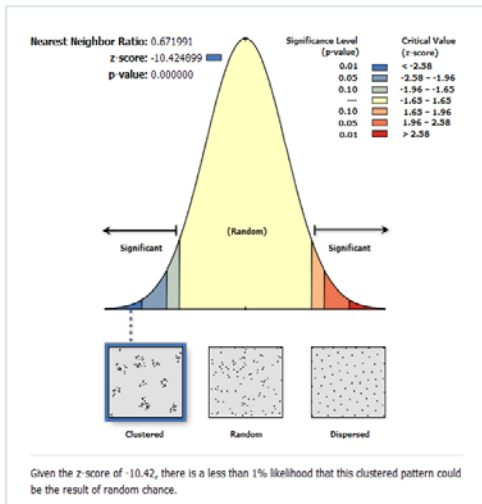 Nearest Neighbor Ratio: 0.671991
z-score: -10.424899
p-value: 0.000000
Significance Level
(p-value)
Critical Value
(z-score)
0.01 < -2.58
0.05 -2.58 – -1.96
0.10 -1.96 – -1.65
--- -1.65 – 1.65
0.10 1.65 – 1.96
0.05 1.96 – 2.58
0.01 > 2.58
(Random)
Significant
Significant
Clustered
Random
Dispersed
Given the z-score of -10.42, there is a less than 1% likelihood that this clustered pattern could
be the result of random chance.